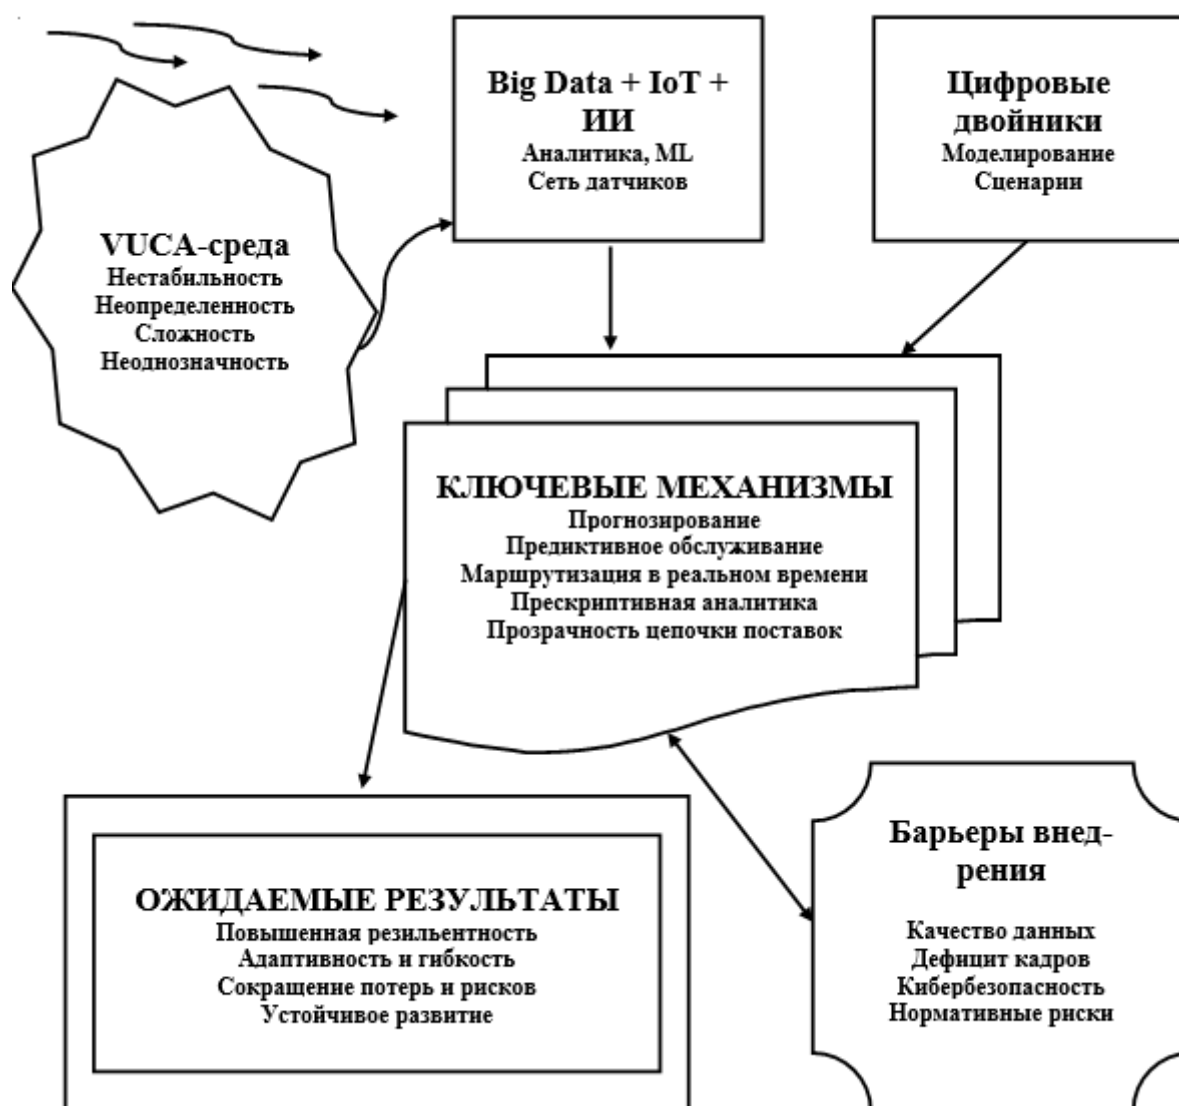 Big Data + IoT +
ИИ
Аналитика, ML
Сеть датчиков
Цифровые
двойники
Моделирование
Сценарии
VUCA-среда
Нестабильность
Неопределенность
Сложность
Неоднозначность
КЛЮЧЕВЫЕ МЕХАНИЗМЫ
Прогнозирование
Предиктивное обслуживание
Маршрутизация в реальном времени
Прескриптивная аналитика
Прозрачность цепочки поставок
ОЖИДАЕМЫЕ РЕЗУЛЬТАТЫ
Повышенная резильентность
Адаптивность и гибкость
Сокращение потерь и рисков
Устойчивое развитие
Барьеры внед-
рения
Качество данных
Дефицит кадров
Кибербезопасность
Нормативные риски